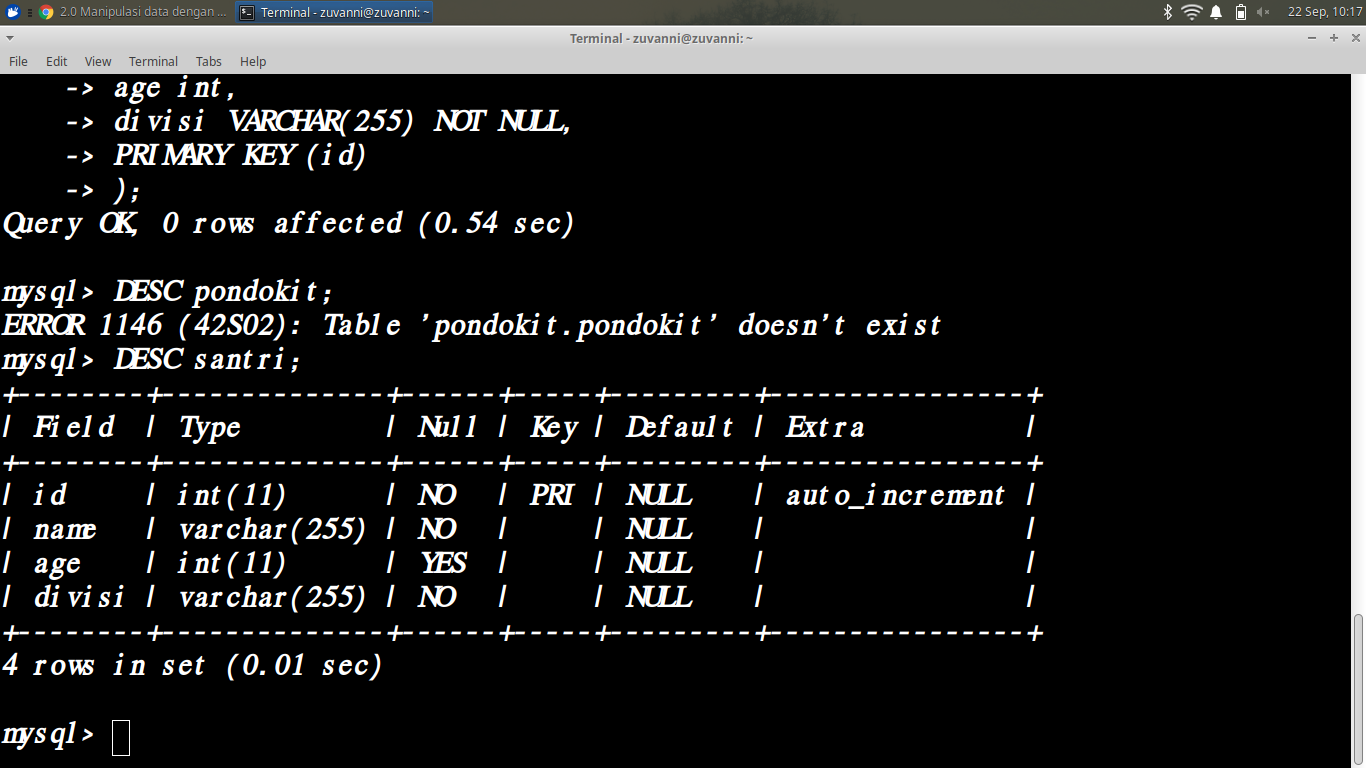 2.0 Manipulasi data dengan ...
Terminal - zuvanni@zuvanni: ~
22 Sep, 10:17
Terminal - zuvanni@zuvanni: ~
File Edit View Terminal Tabs Help
-> age int,
-> divisi VARCHAR(255) NOT NULL,
-> PRIMARY KEY (id)
-> );
Query OK, 0 rows affected (0.54 sec)
mysql> DESC pondokit;
ERROR 1146 (42S02): Table 'pondokit.pondokit' doesn't exist
mysql> DESC santri;
+--------+--------------+------+-----+---------+----------------+
| Field | Type | Null | Key | Default | Extra |
+--------+--------------+------+-----+---------+----------------+
| id | int(11) | NO | PRI | NULL | auto_increment |
| name | varchar(255) | NO | | NULL | |
| age | int(11) | YES | | NULL | |
| divisi | varchar(255) | NO | | NULL | |
+--------+--------------+------+-----+---------+----------------+
4 rows in set (0.01 sec)
mysql>